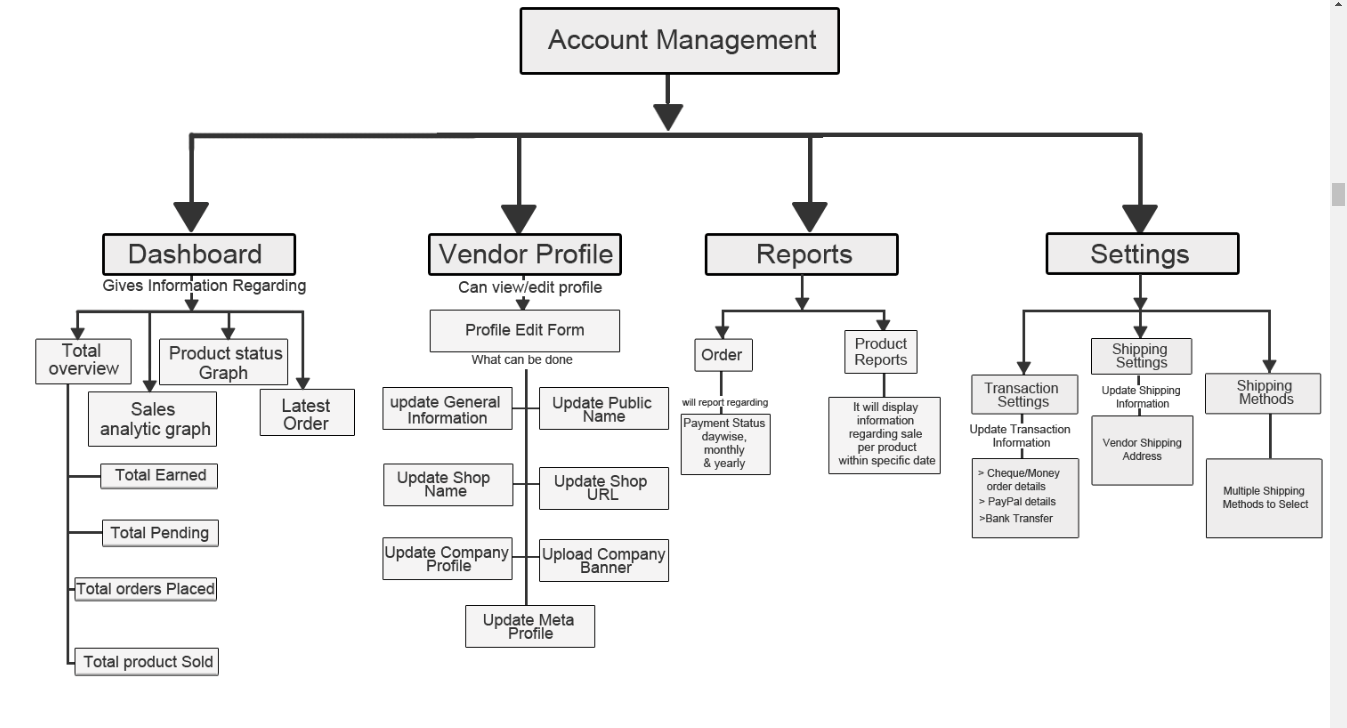 Account Management
Dashboard
Gives Information Regarding
Total
overview
Product status
Graph
Sales
analytic graph
Latest
Order
Total Earned
Total Pending
Total orders Placed
Total product Sold
Vendor Profile
Can view/edit profile
Profile Edit Form
What can be done
update General
Information
Update Public
Name
Update Shop
Name
Update Shop
URL
Update Company
Profile
Upload Company
Banner
Update Meta
Profile
Reports
Order
will report regarding
Payment Status
daywise,
monthly
& yearly
Product
Reports
It will display
information
regarding sale
per product
within specific date
Settings
Transaction
Settings
Update Transaction
Information
> Cheque/Money
order details
> PayPal details
>Bank Transfer
Shipping
Settings
Update Shipping
Information
Vendor Shipping
Address
Shipping
Methods
Multiple Shipping
Methods to Select